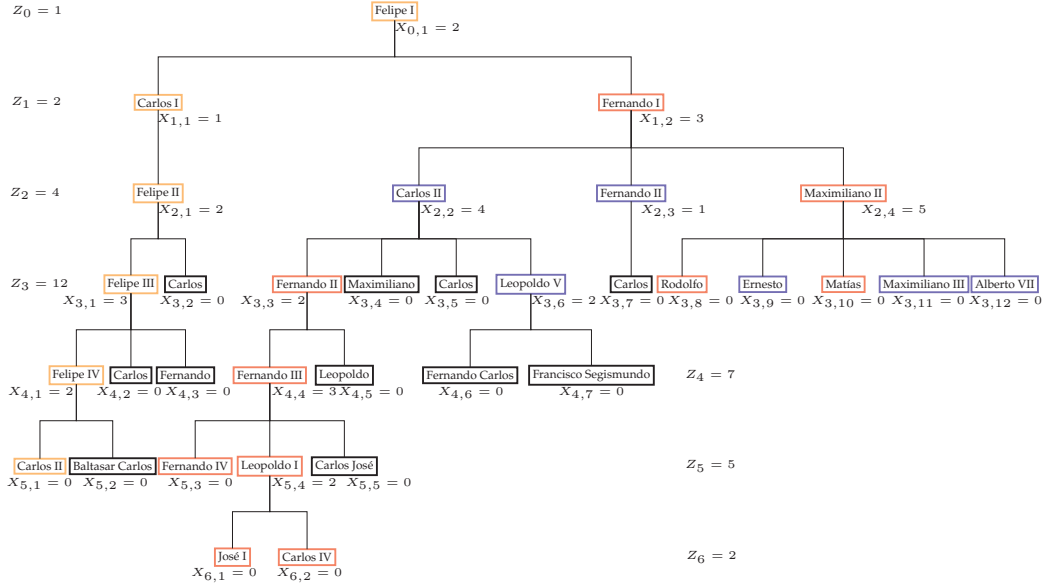 Z_0 = 1
Felipe I
X_{0,1} = 2
Z_1 = 2
Carlos I
Fernando I
X_{1,1} = 1
X_{1,2} = 3
Z_2 = 4
Felipe II
Carlos II
Fernando II
Maximiliano II
X_{2,1} = 2
X_{2,2} = 4
X_{2,3} = 1
X_{2,4} = 5
Z_3 = 12
Felipe III
Carlos
Fernando II
Maximiliano
Carlos
Leopoldo V
Carlos
Rodolfo
Ernesto
Matías
Maximiliano III
Alberto VII
X_{3,1} = 3
X_{3,2} = 0
X_{3,3} = 2
X_{3,4} = 0
X_{3,5} = 0
X_{3,6} = 2
X_{3,7} = 0
X_{3,8} = 0
X_{3,9} = 0
X_{3,10} = 0
X_{3,11} = 0
X_{3,12} = 0
Felipe IV
Carlos
Fernando
Fernando III
Leopoldo
Fernando Carlos
Francisco Segismundo
Z_4 = 7
X_{4,1} = 2
X_{4,2} = 0
X_{4,3} = 0
X_{4,4} = 3
X_{4,5} = 0
X_{4,6} = 0
X_{4,7} = 0
Carlos II
Baltasar Carlos
Fernando IV
Leopoldo I
Carlos José
Z_5 = 5
X_{5,1} = 0
X_{5,2} = 0
X_{5,3} = 0
X_{5,4} = 2
X_{5,5} = 0
José I
Carlos IV
Z_6 = 2
X_{6,1} = 0
X_{6,2} = 0